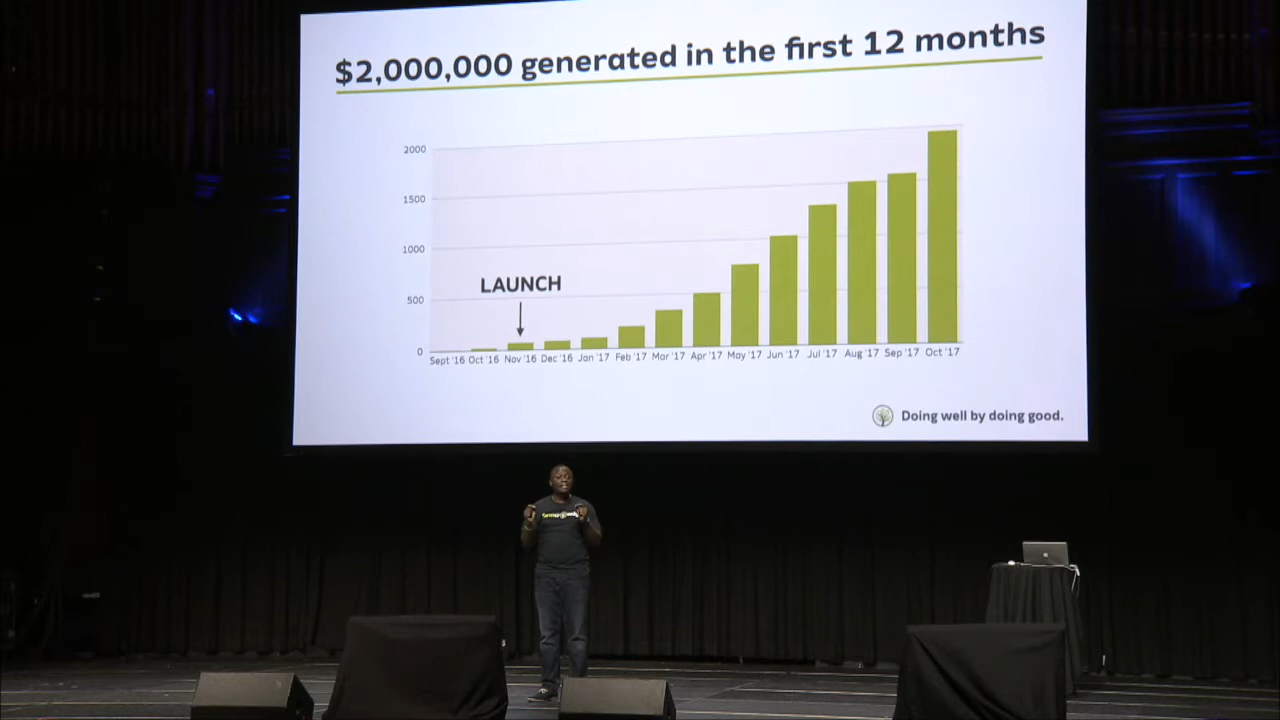 $2,000,000 generated in the first 12 months
2000
1500
1000
500
0
LAUNCH
Sept '16 Oct '16 Nov '16 Dec '16 Jan '17 Feb '17 Mar '17 Apr '17 May '17 Jun '17 Jul '17 Aug '17 Sep '17 Oct '17
Doing well by doing good.